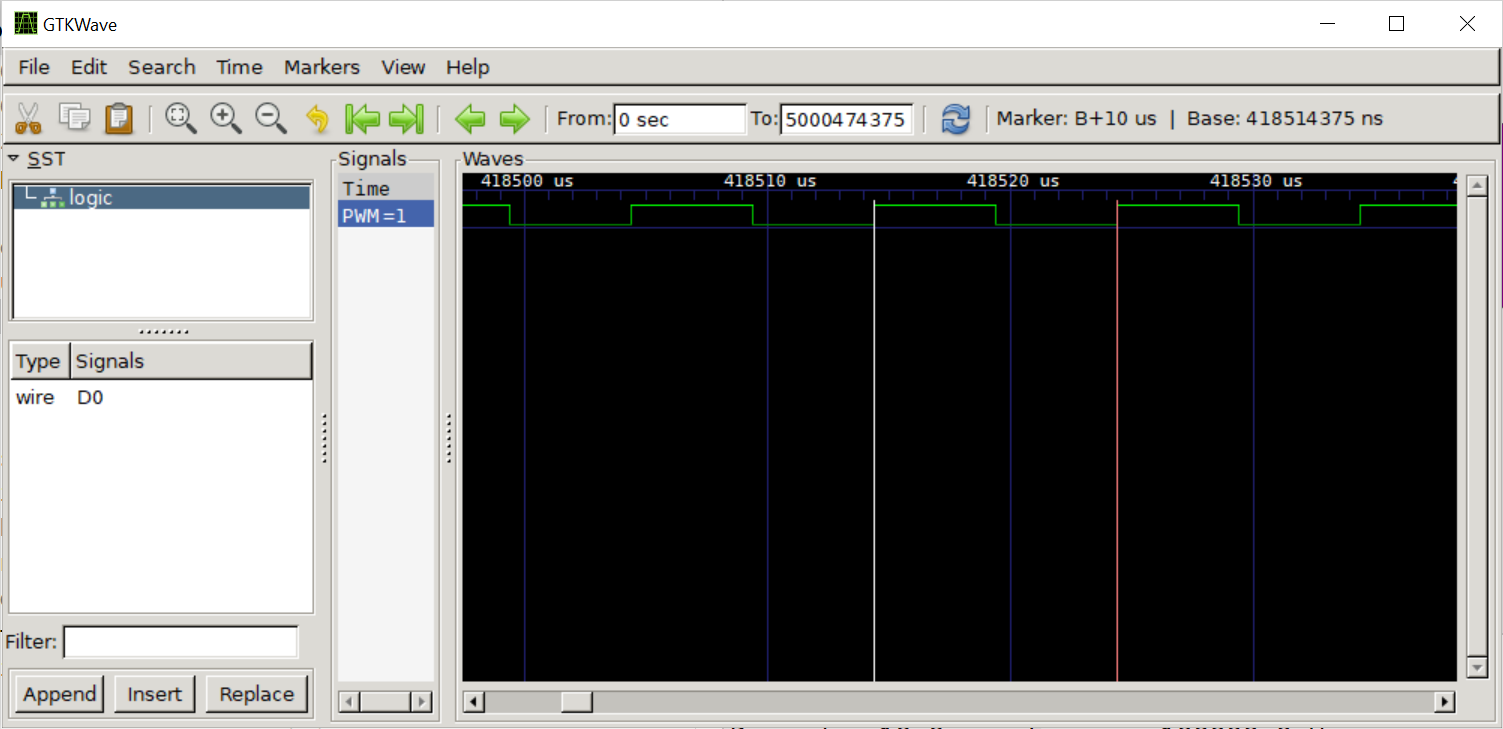 GTKWave
File Edit Search Time Markers View Help
From: 0 sec To: 5000474375 Marker: B+10 us | Base: 418514375 ns
SST
logic
Type Signals
wire D0
Filter:
Append Insert Replace
Signals
Time
PWM=1
Waves
418500 us 418510 us 418520 us 418530 us